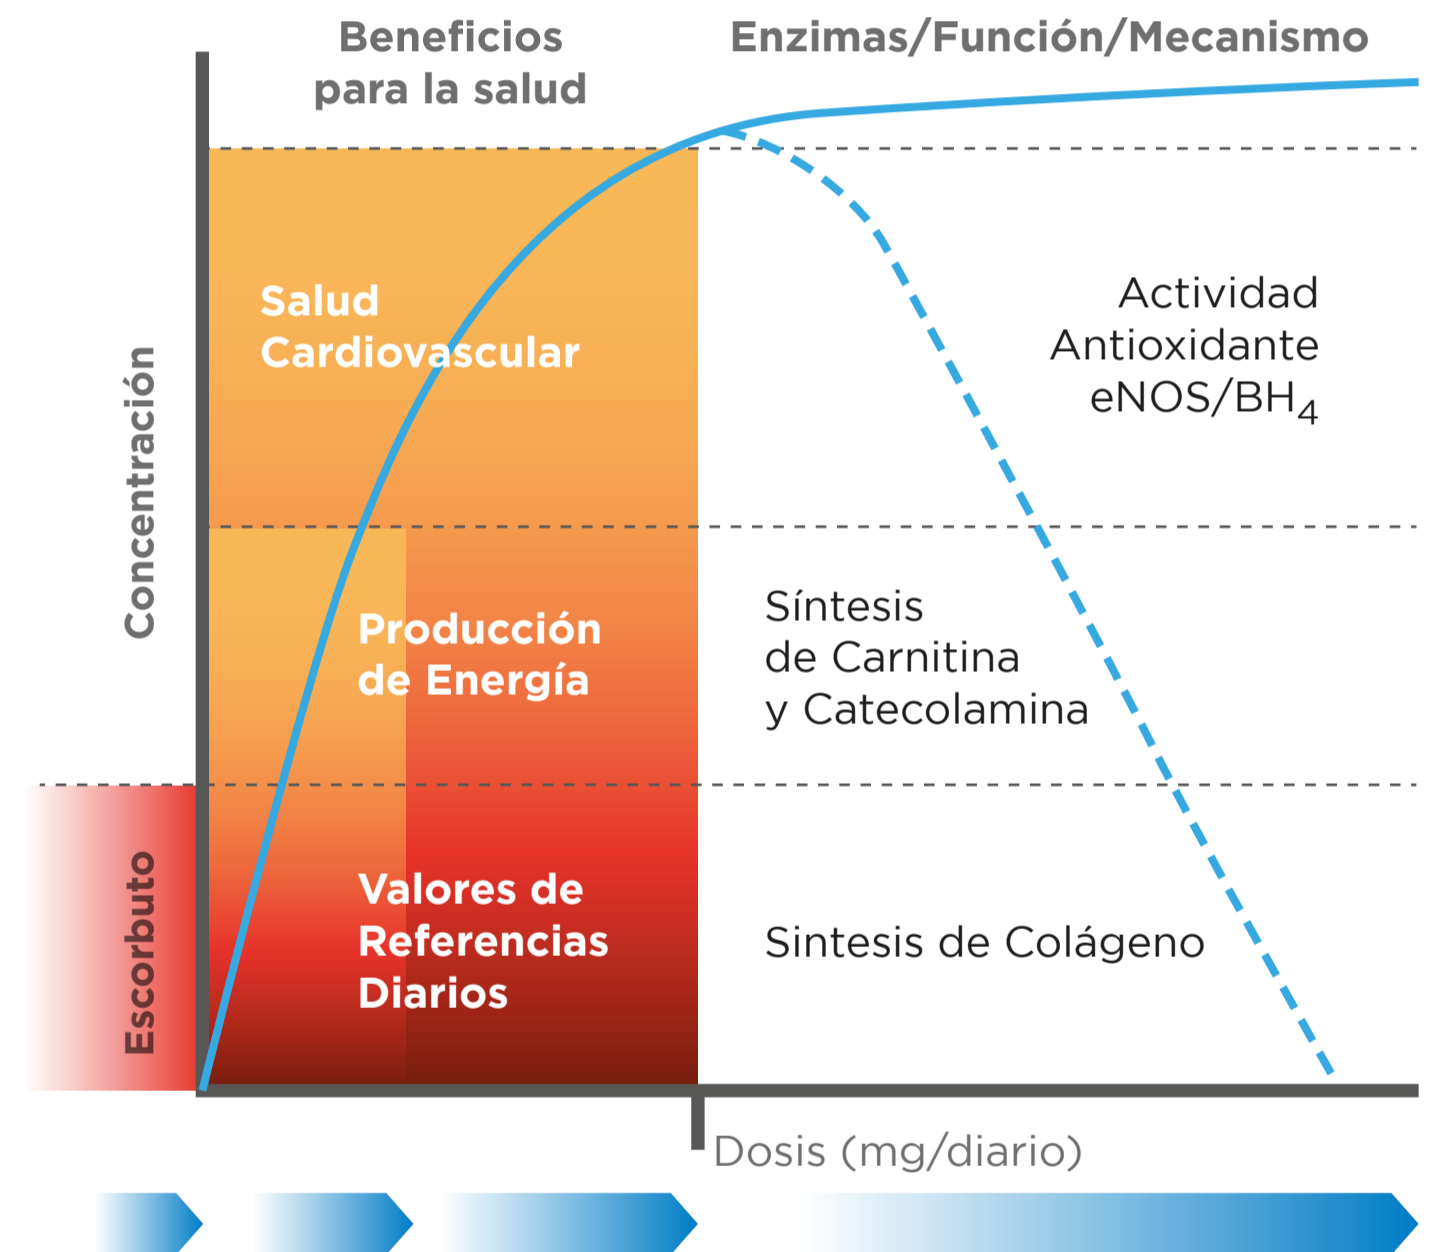 Beneficios
para la salud
Enzimas/Función/Mecanismo
Concentración
Escorbuto
Salud
Cardiovascular
Actividad
Antioxidante
eNOS/BH₄
Producción
de Energía
Síntesis
de Carnitina
y Catecolamina
Valores de
Referencias
Diarios
Sintesis de Colágeno
Dosis (mg/diario)